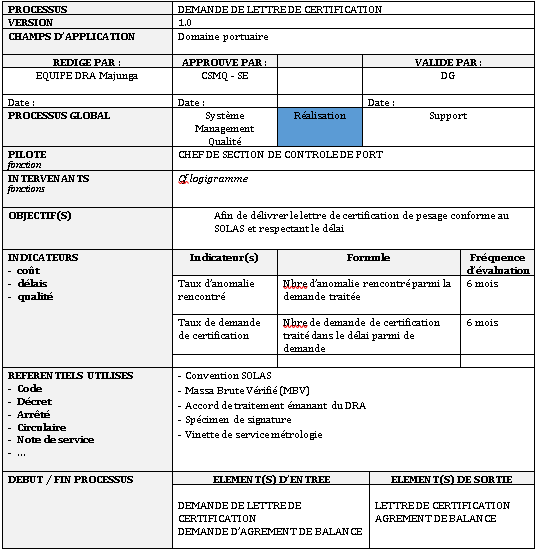 PROCESSUS DEMANDE DE LETTRE DE CERTIFICATION
VERSION 1.0
CHAMPS D'APPLICATION Domaine portuaire
REDIGE PAR : APPROUVE PAR : VALIDE PAR :
EQUIPE DRA Majunga CSMQ - SE DG
Date : Date : Date :
PROCESSUS GLOBAL Système Management Qualité Réalisation Support
PILOTE CHEF DE SECTION DE CONTROLE DE PORT
fonction
INTERVENANTS Cf logigramme
fonctions
OBJECTIF(S) Afin de délivrer le lettre de certification de pesage conforme au
SOLAS et respectant le délai
INDICATEURS
- coût
- délais
- qualité
Indicateur(s) Formule Fréquence d'évaluation
Taux d'anomalie rencontré Nbre d'anomalie rencontré parmi la demande traitée 6 mois
Taux de demande de certification Nbre de demande de certification traité dans le délai parmi de demande 6 mois
REFERENTIELS UTILISES
- Code
- Décret
- Arrêté
- Circulaire
- Note de service
- ...
- Convention SOLAS
- Massa Brute Vérifié (MBV)
- Accord de traitement émanant du DRA
- Spécimen de signature
- Vinette de service métrologie
DEBUT / FIN PROCESSUS ELEMENT(S) D'ENTREE ELEMENT(S) DE SORTIE
DEMANDE DE LETTRE DE CERTIFICATION
DEMANDE D'AGREMENT DE BALANCE
LETTRE DE CERTIFICATION
AGREMENT DE BALANCE